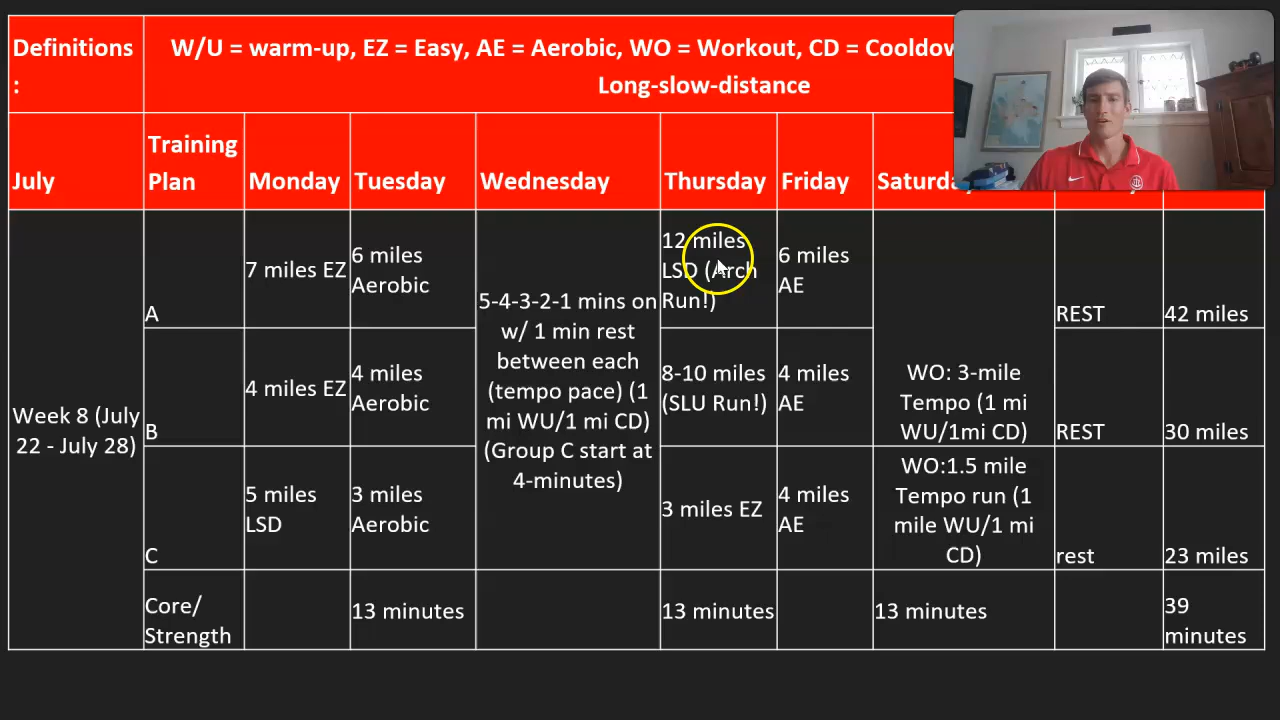 Definitions
:
W/U = warm-up, EZ = Easy, AE = Aerobic, WO = Workout, CD =
Long-slow-distance
July
Training
Plan
Monday
Tuesday
Wednesday
Thursday
Friday
Week 8 (July
22 - July 28)
A
7 miles EZ
6 miles
Aerobic
5-4-3-2-1 mins on
w/ 1 min rest
between each
(tempo pace) (1
mi WU/1 mi CD)
(Group C start at
4-minutes)
12 miles
LSD (Arch
Run!)
6 miles
AE
WO: 3-mile
Tempo (1 mi
WU/1mi CD)
REST
42 miles
B
4 miles EZ
4 miles
Aerobic
8-10 miles
(SLU Run!)
4 miles
AE
REST
30 miles
C
5 miles
LSD
3 miles
Aerobic
3 miles EZ
4 miles
AE
WO:1.5 mile
Tempo run (1
mile WU/1 mi
CD)
rest
23 miles
Core/
Strength
13 minutes
13 minutes
13 minutes
39
minutes